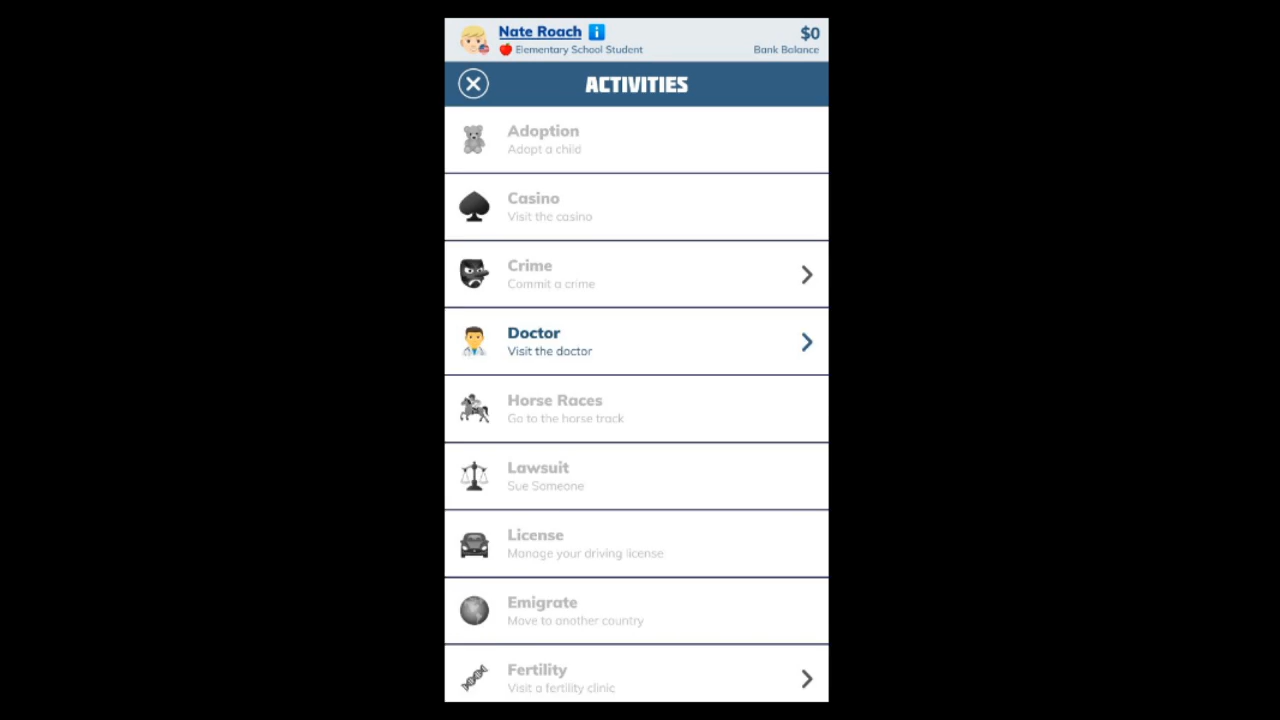 Nate Roach
$0
Elementary School Student
Bank Balance
ACTIVITIES
Adoption
Adopt a child
Casino
Visit the casino
Crime
Commit a crime
Doctor
Visit the doctor
Horse Races
Go to the horse track
Lawsuit
Sue Someone
License
Manage your driving license
Emigrate
Move to another country
Fertility
Visit a fertility clinic